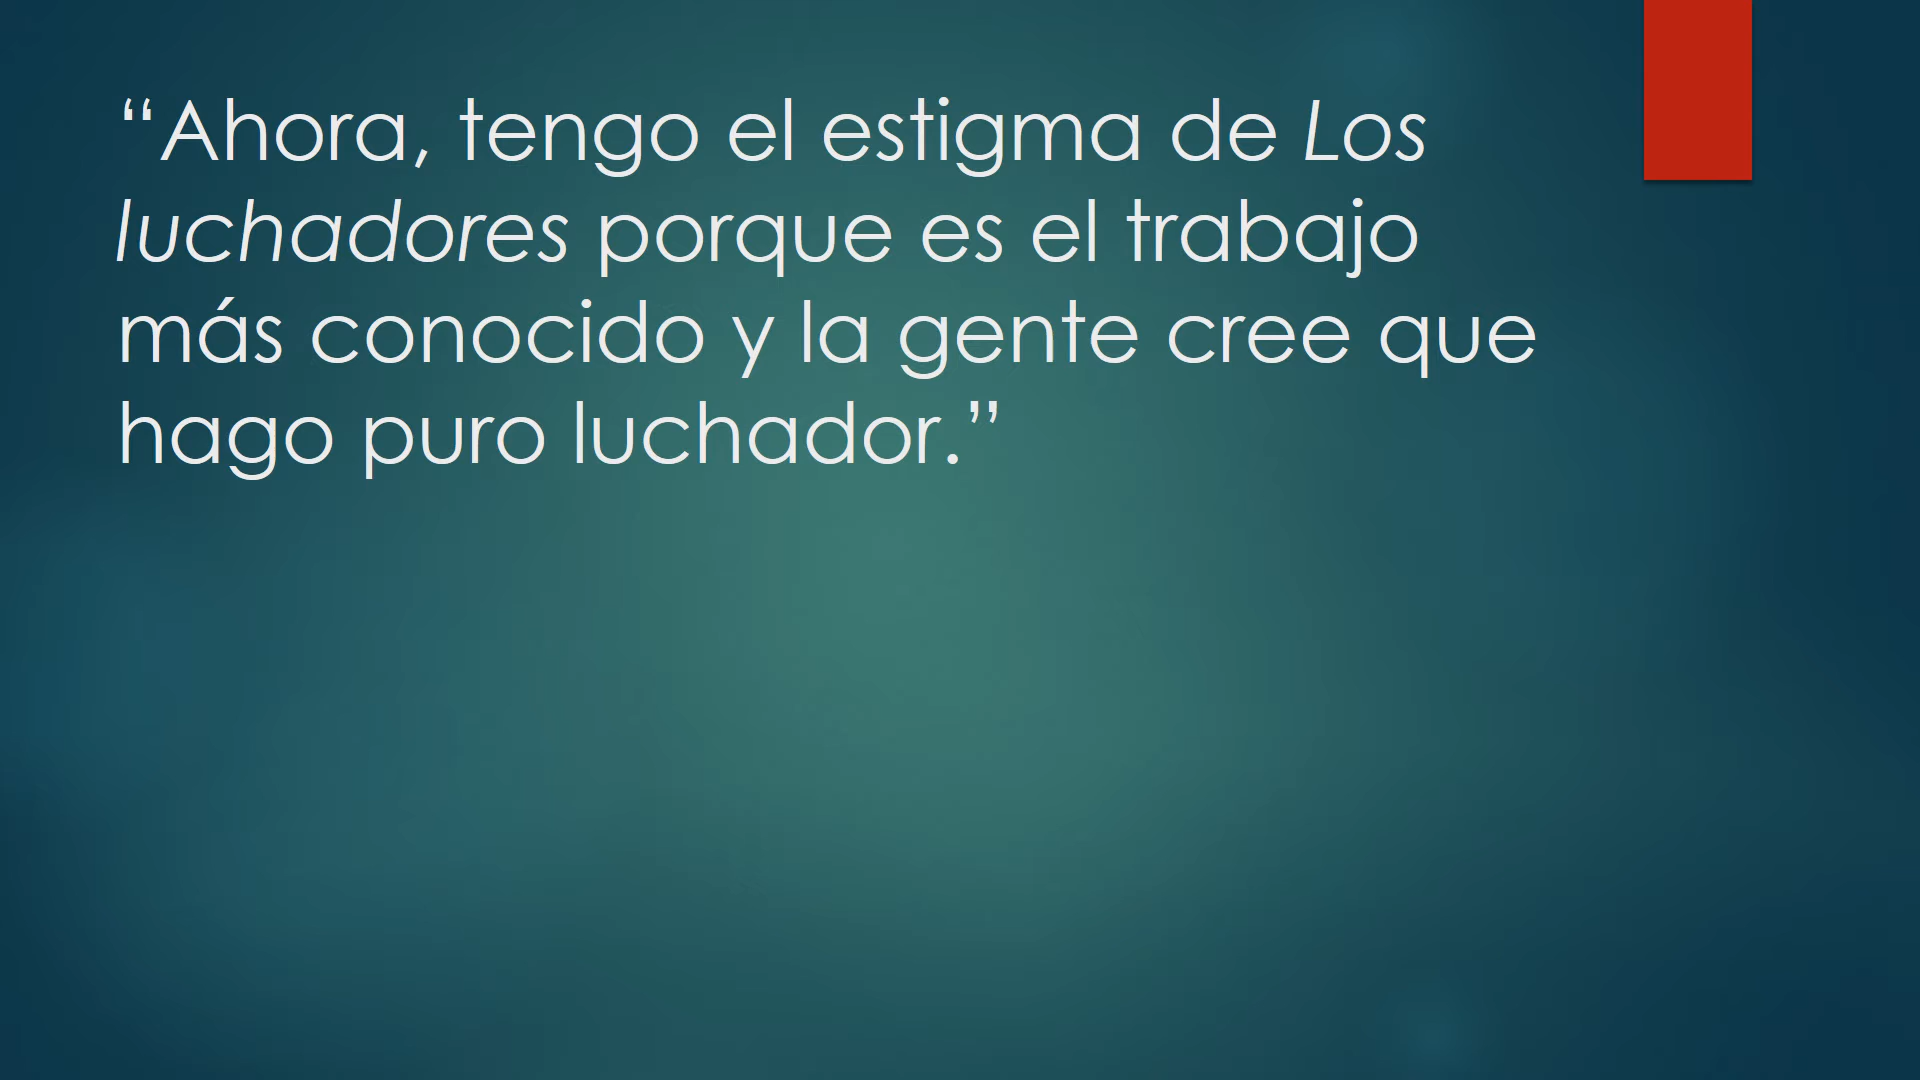 “Ahora, tengo el estigma de Los
luchadores porque es el trabajo
más conocido y la gente cree que
hago puro luchador.”